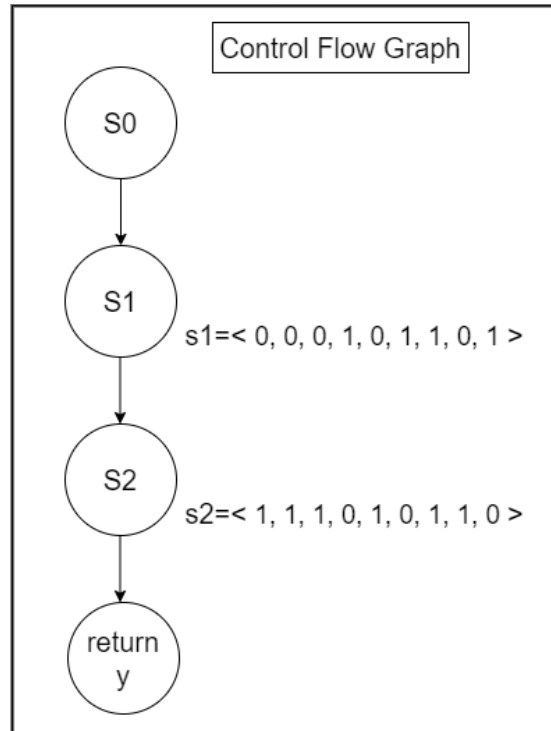 Control Flow Graph
S0
S1
s1=< 0, 0, 0, 1, 0, 1, 1, 0, 1 >
S2
s2=< 1, 1, 1, 0, 1, 0, 1, 1, 0 >
return
y